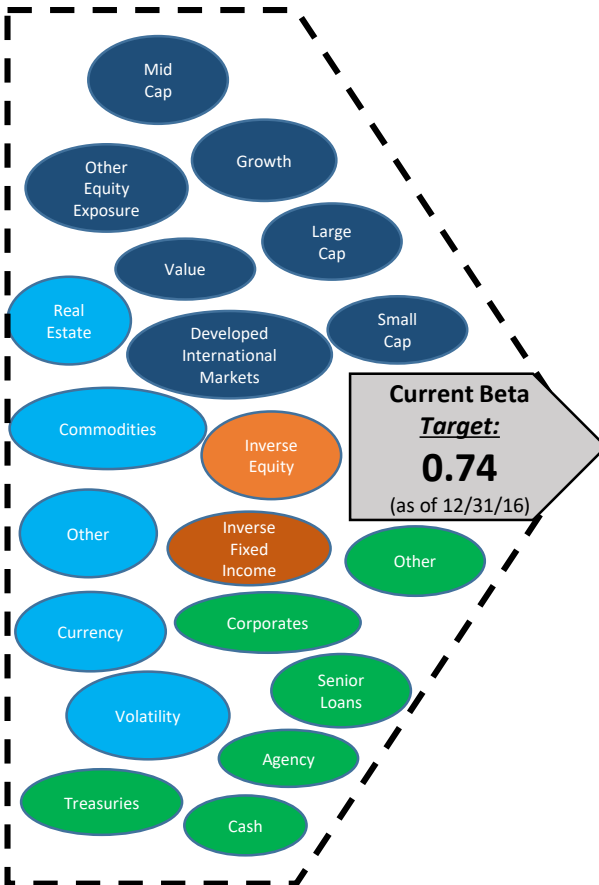 Mid
Cap
Growth
Other
Equity
Exposure
Large
Cap
Value
Real
Estate
Small
Cap
Developed
International
Markets
Current Beta
Target:
0.74
(as of 12/31/16)
Commodities
Inverse
Equity
Other
Inverse
Fixed
Income
Other
Currency
Corporates
Senior
Loans
Volatility
Agency
Treasuries
Cash